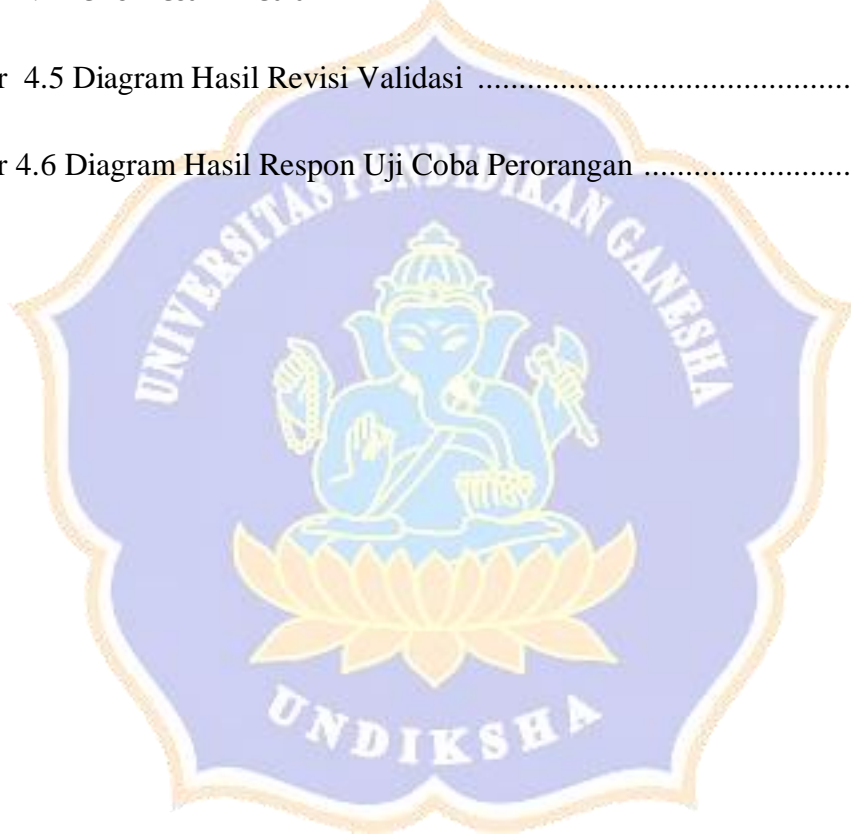 r 4.5 Diagram Hasil Revisi Validasi ............................................
r 4.6 Diagram Hasil Respon Uji Coba Perorangan .........................
UNIVERSITAS PENDIDIKAN GANESHA
UNDIKSHA